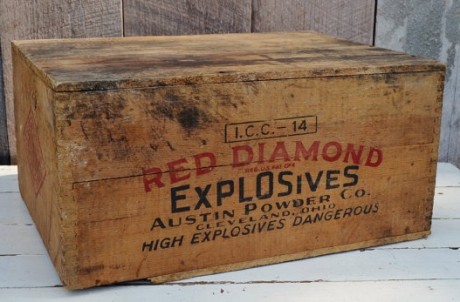 I.C.C. - 14
RED DIAMOND
EXPLOSIVES
AUSTIN POWDER CO.
CLEVELAND, OHIO
HIGH EXPLOSIVES DANGEROUS